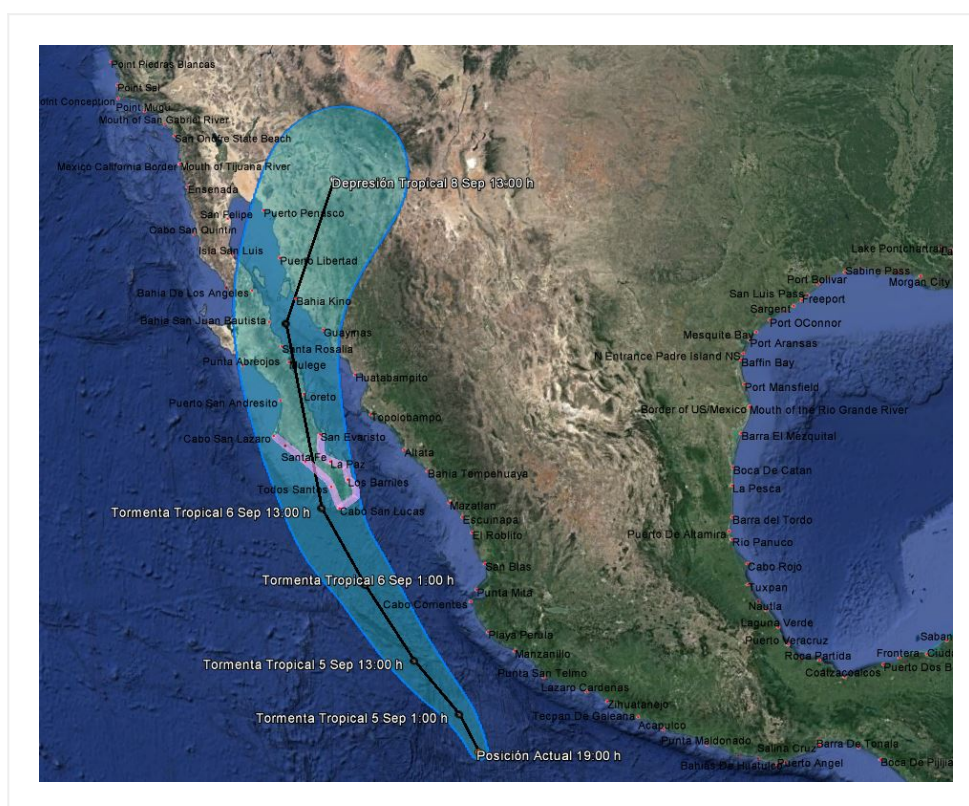 Point Piedras Blancas
Point Sal
Point Conception
Point Mugu
Mouth of San Gabriel River
San Onofre State Beach
Mexico California Border Mouth of Tijuana River
Depresión Tropical 8 Sep 13:00 h
Ensenada
San Felipe
Puerto Penasco
Cabo San Quintin
Isla San Luis
Puerto Libertad
Lake Pontchartrain
Sabine Pass
Port Bolivar
Morgan City
Bahia De Los Angeles
Bahia Kino
San Luis Pass
Freeport
Sargent
Bahia San Juan Bautista
Port OConnor
Guaymas
Mesquite Bay
Port Aransas
Santa Rosalia
N Entrance Padre Island NS
Punta Abreojos
Mulege
Baffin Bay
Huatabampito
Port Mansfield
Loreto
Puerto San Andresito
Topolobampo
Border of US/Mexico
Mouth of the Rio Grande River
Cabo San Lazaro
San Evaristo
Barra El Mezquital
Altata
Santa Fe
La Paz
Bahia Tempehuaya
Boca De Catan
Los Barriles
Todos Santos
La Pesca
Tormenta Tropical 6 Sep 13:00 h
Cabo San Lucas
Mazatlan
Escuinapa
Barra del Tordo
El Roblito
Puerto De Altamira
Rio Panuco
San Blas
Cabo Rojo
Tormenta Tropical 6 Sep 1:00 h
Punta Mita
Tuxpan
Cabo Corrientes
Nautla
Laguna Verde
Playa Perula
Puerto Veracruz
Saban
Manzanillo
Roca Partida
Frontera
Ciud
Tormenta Tropical 5 Sep 13:00 h
Punta San Telmo
Coatzacoalcos
Puerto Dos B
Lazaro Cardenas
Zihuatanejo
Tormenta Tropical 5 Sep 1:00 h
Tecpan De Galeana
Acapulco
Punta Maldonado
Salina Cruz
Barra De Tonala
Posición Actual 19:00 h
Bahias De Huatulco
Puerto Angel
Boca De Pijijia